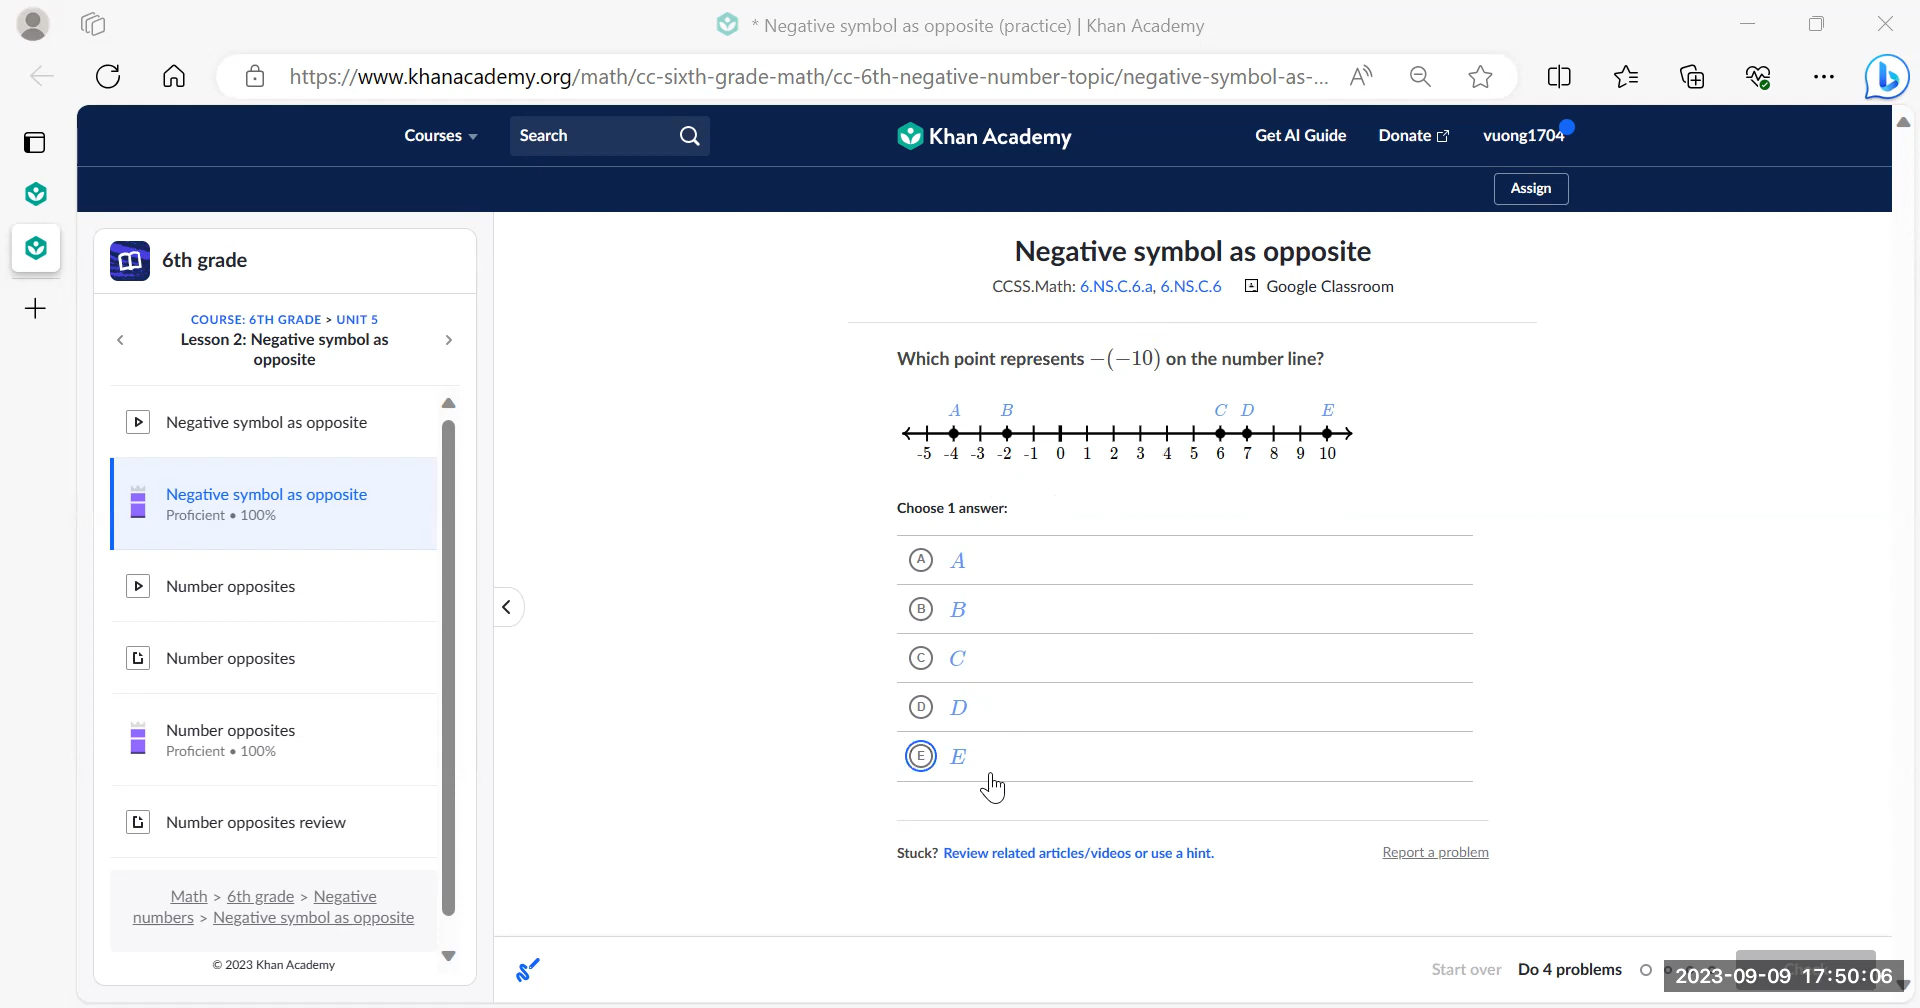 * Negative symbol as opposite (practice) | Khan Academy
https://www.khanacademy.org/math/cc-sixth-grade-math/cc-6th-negative-number-topic/negative-symbol-as-...
Courses
Search
Khan Academy
Get AI Guide
Donate
vuong1704
Assign
6th grade
COURSE: 6TH GRADE > UNIT 5
Lesson 2: Negative symbol as
opposite
Negative symbol as opposite
Negative symbol as opposite
Proficient • 100%
Number opposites
Number opposites
Number opposites
Proficient • 100%
Number opposites review
Math > 6th grade > Negative
numbers > Negative symbol as opposite
© 2023 Khan Academy
Negative symbol as opposite
CCSS.Math: 6.NS.C.6.a, 6.NS.C.6 Google Classroom
Which point represents −(−10) on the number line?
A B C D E
-5 -4 -3 -2 -1 0 1 2 3 4 5 6 7 8 9 10
Choose 1 answer:
A A
B B
C C
D D
E E
Stuck? Review related articles/videos or use a hint.
Report a problem
Start over Do 4 problems
2023-09-09 17:50:06